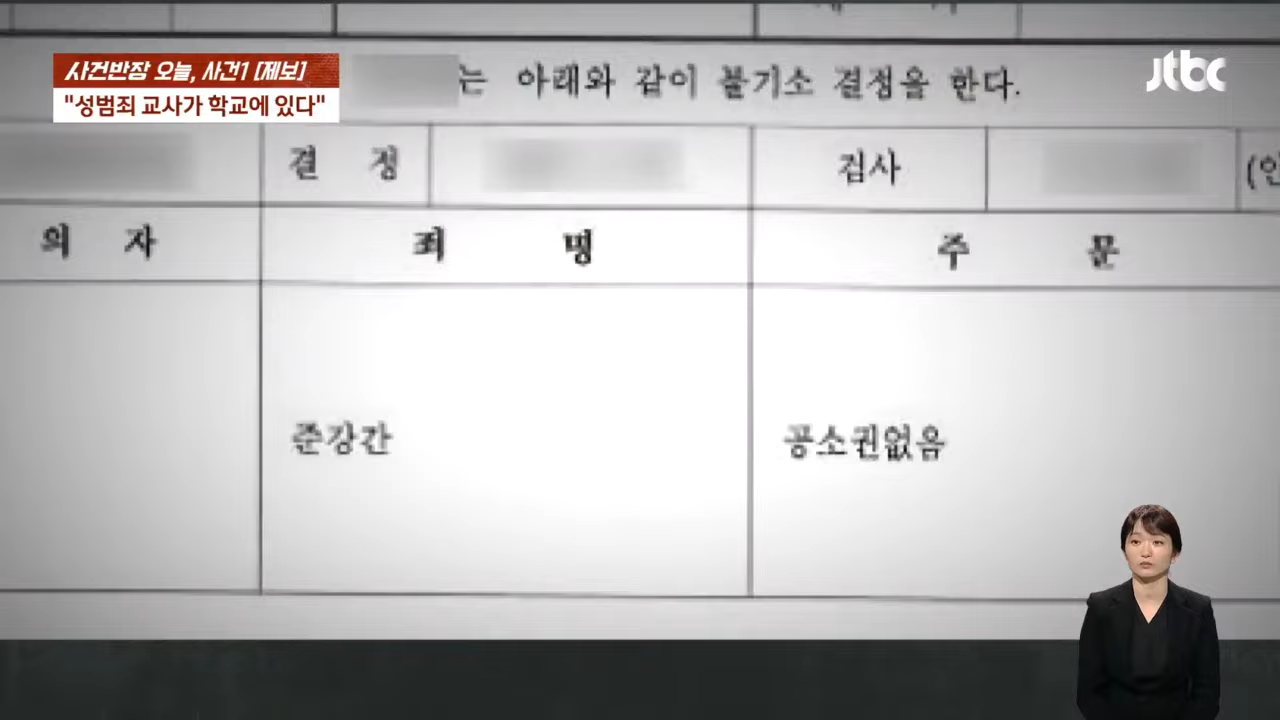 사건반장 오늘, 사건1 [제보]
"성범죄 교사가 학교에 있다"
jtbc
는 아래와 같이 불기소 결정을 한다.
결 정 검사 (인
의 자 죄 명 주 문
준강간 공소권없음